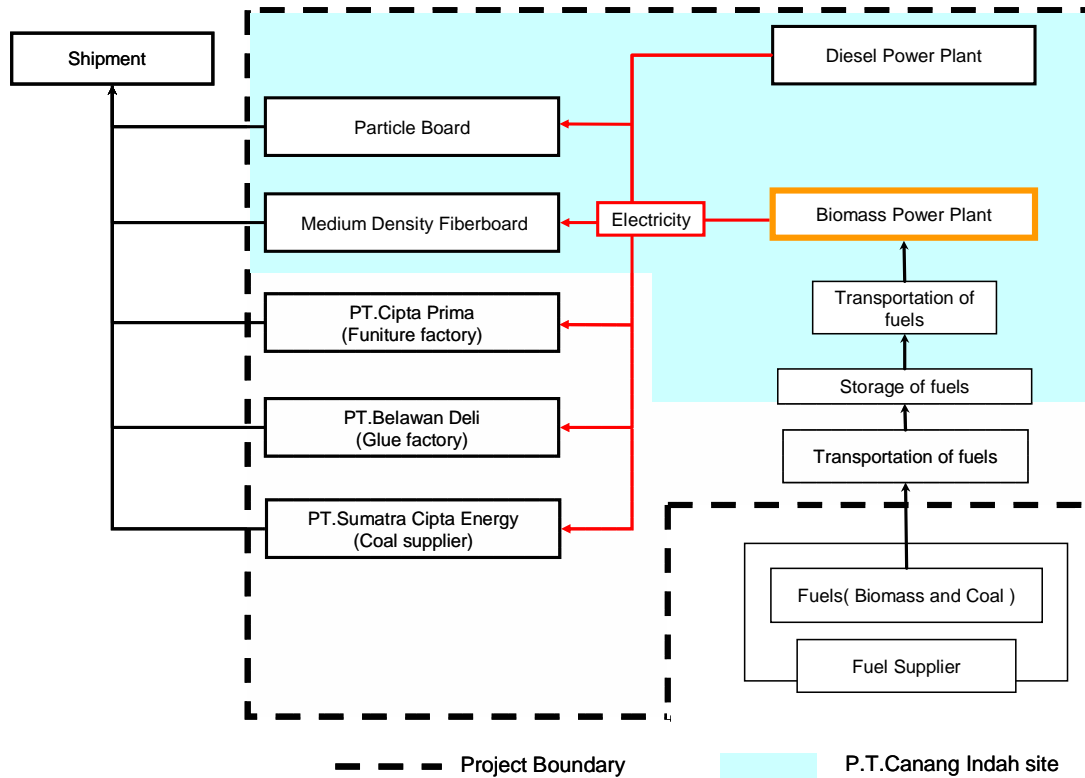 Shipment
Diesel Power Plant
Particle Board
Medium Density Fiberboard
Electricity
Biomass Power Plant
PT.Cipta Prima
(Funiture factory)
Transportation of
fuels
Storage of fuels
PT.Belawan Deli
(Glue factory)
Transportation of fuels
PT.Sumatra Cipta Energy
(Coal supplier)
Fuels( Biomass and Coal )
Fuel Supplier
Project Boundary
P.T.Canang Indah site